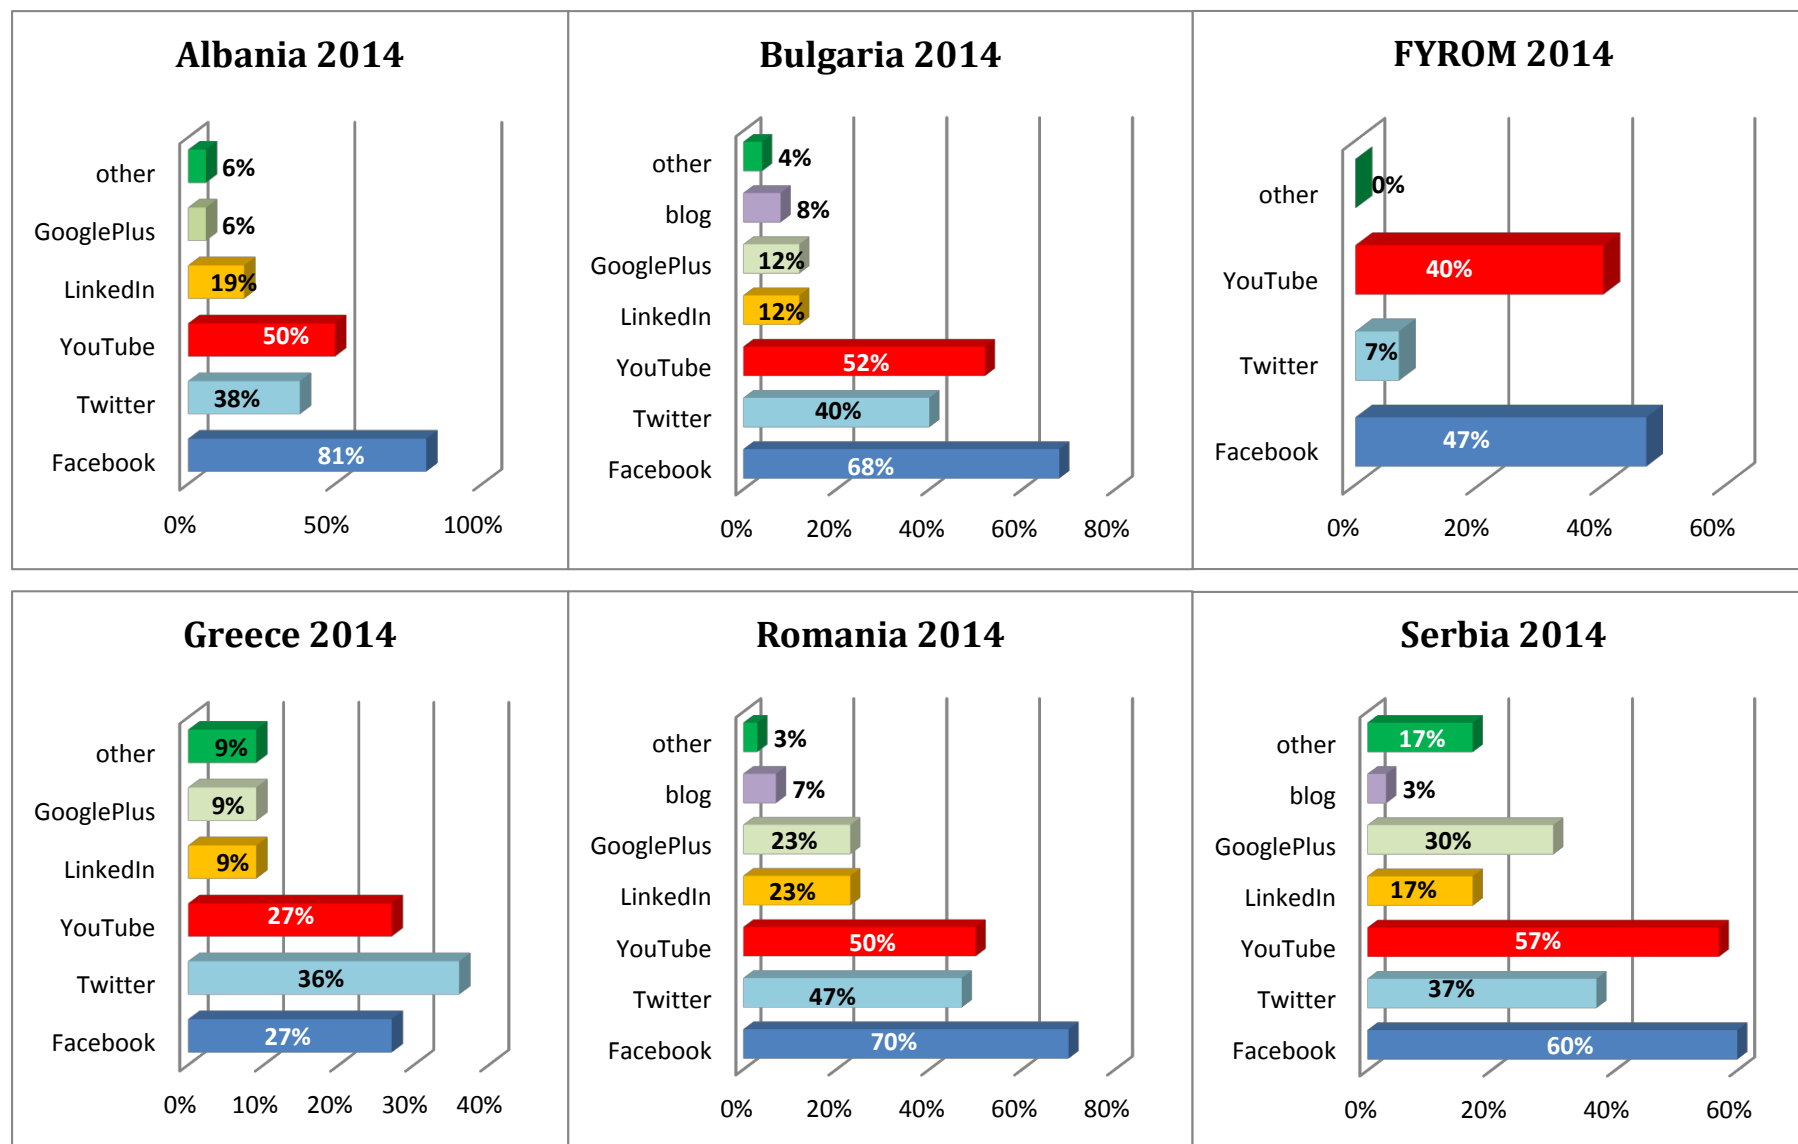 Albania 2014
other 6%
GooglePlus 6%
LinkedIn 19%
YouTube 50%
Twitter 38%
Facebook 81%
0% 50% 100%
Bulgaria 2014
other 4%
blog 8%
GooglePlus 12%
LinkedIn 12%
YouTube 52%
Twitter 40%
Facebook 68%
0% 20% 40% 60% 80%
FYROM 2014
other 0%
YouTube 40%
Twitter 7%
Facebook 47%
0% 20% 40% 60%
Greece 2014
other 9%
GooglePlus 9%
LinkedIn 9%
YouTube 27%
Twitter 36%
Facebook 27%
0% 10% 20% 30% 40%
Romania 2014
other 3%
blog 7%
GooglePlus 23%
LinkedIn 23%
YouTube 50%
Twitter 47%
Facebook 70%
0% 20% 40% 60% 80%
Serbia 2014
other 17%
blog 3%
GooglePlus 30%
LinkedIn 17%
YouTube 57%
Twitter 37%
Facebook 60%
0% 20% 40% 60%